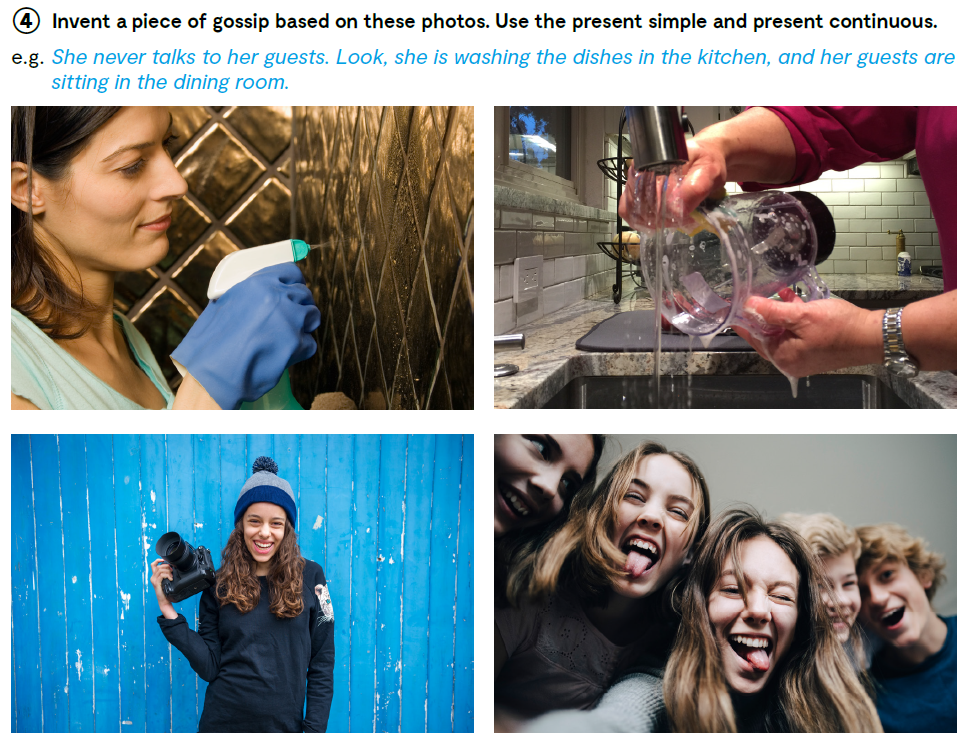 ④ Invent a piece of gossip based on these photos. Use the present simple and present continuous.
e.g. She never talks to her guests. Look, she is washing the dishes in the kitchen, and her guests are
sitting in the dining room.